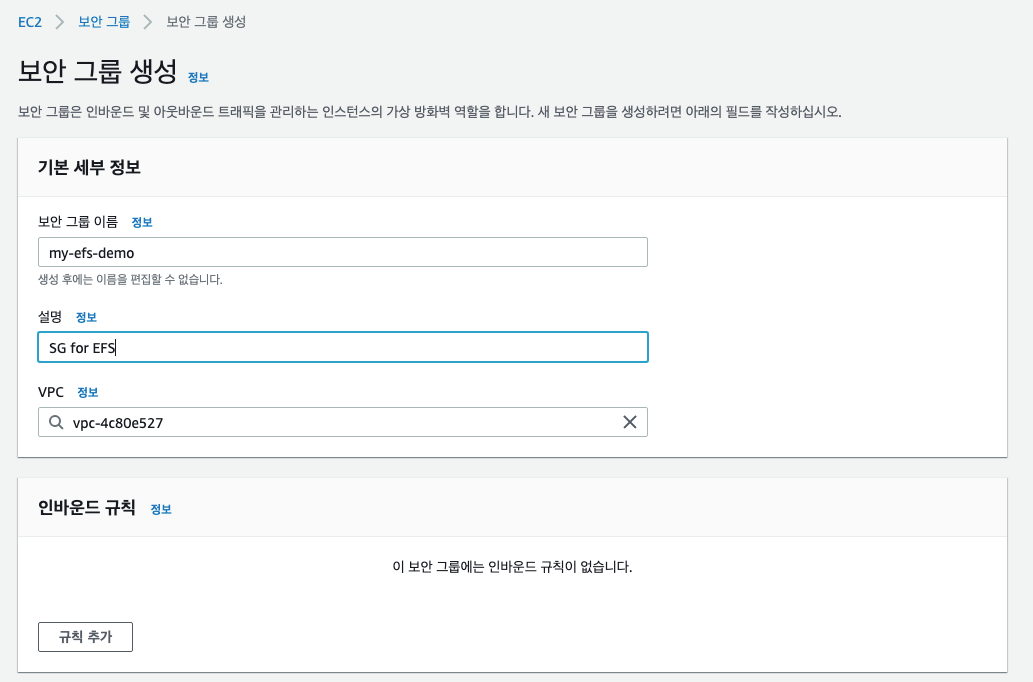 EC2 > 보안 그룹 > 보안 그룹 생성
보안 그룹 생성 정보
보안 그룹은 인바운드 및 아웃바운드 트래픽을 관리하는 인스턴스의 가상 방화벽 역할을 합니다. 새 보안 그룹을 생성하려면 아래의 필드를 작성하십시오.
기본 세부 정보
보안 그룹 이름 정보
my-efs-demo
생성 후에는 이름을 편집할 수 없습니다.
설명 정보
SG for EFS
VPC 정보
vpc-4c80e527
인바운드 규칙 정보
이 보안 그룹에는 인바운드 규칙이 없습니다.
규칙 추가